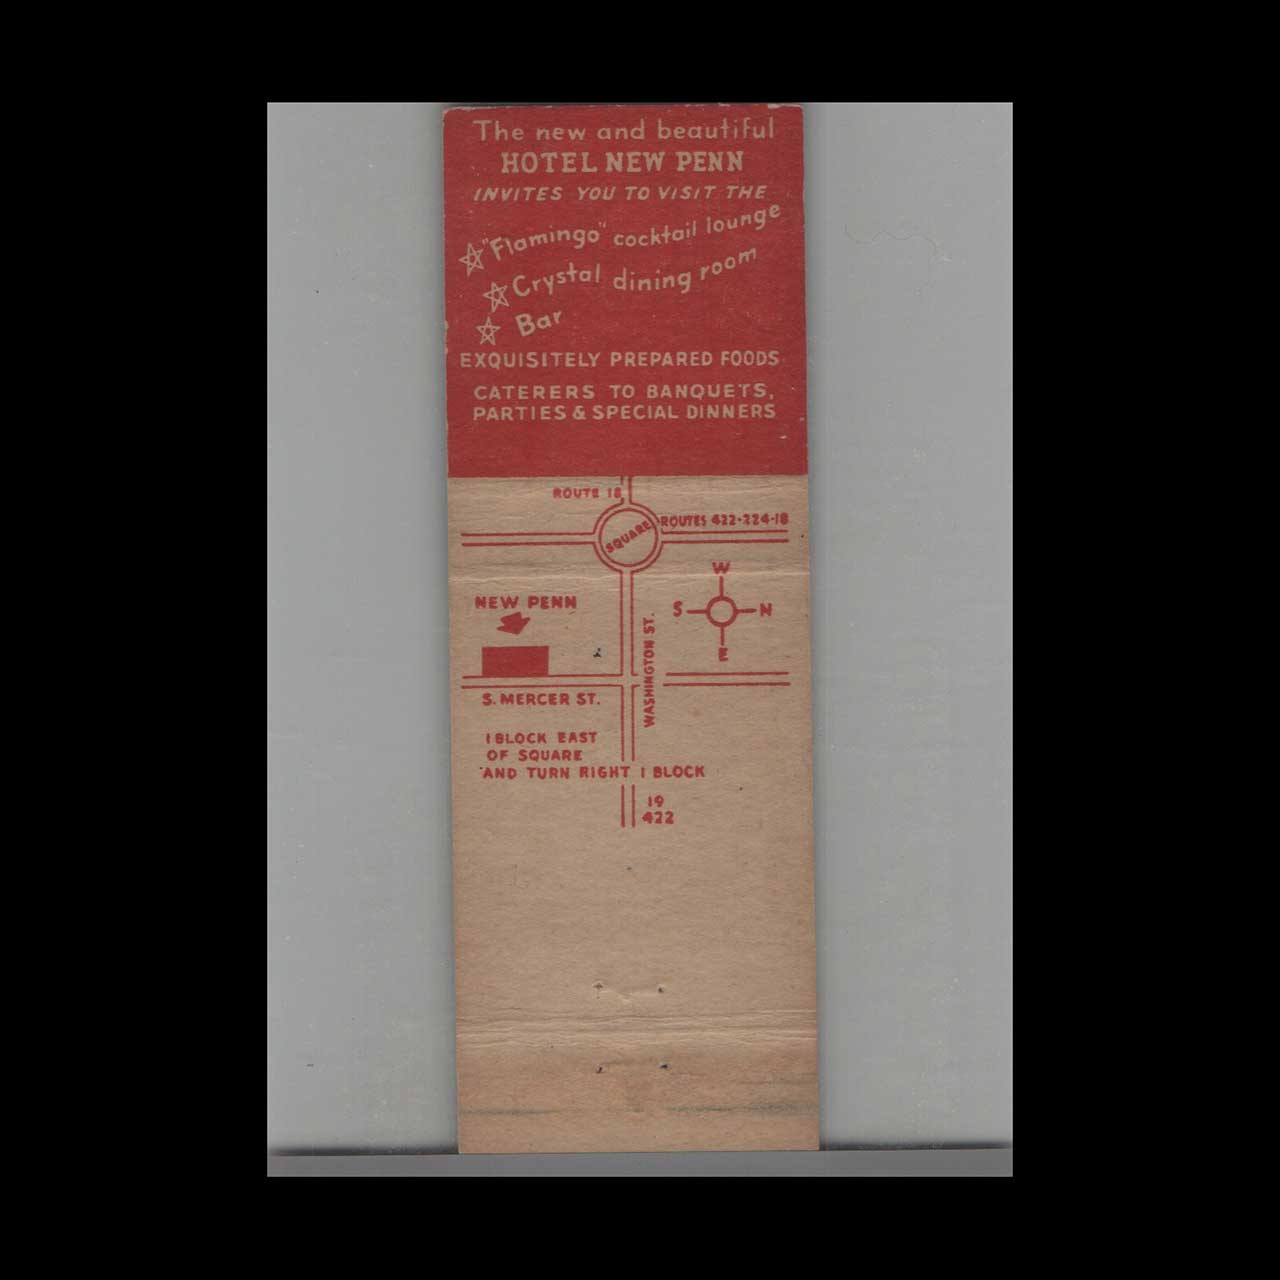 The new and beautiful
HOTEL NEW PENN
INVITES YOU TO VISIT THE
"Flamingo" cocktail lounge
Crystal dining room
Bar
EXQUISITELY PREPARED FOODS
CATERERS TO BANQUETS,
PARTIES & SPECIAL DINNERS
ROUTE 18
SQUARE
ROUTES 422-224-18
W
S N
E
NEW PENN
WASHINGTON ST.
S. MERCER ST.
1 BLOCK EAST
OF SQUARE
AND TURN RIGHT 1 BLOCK
19
422